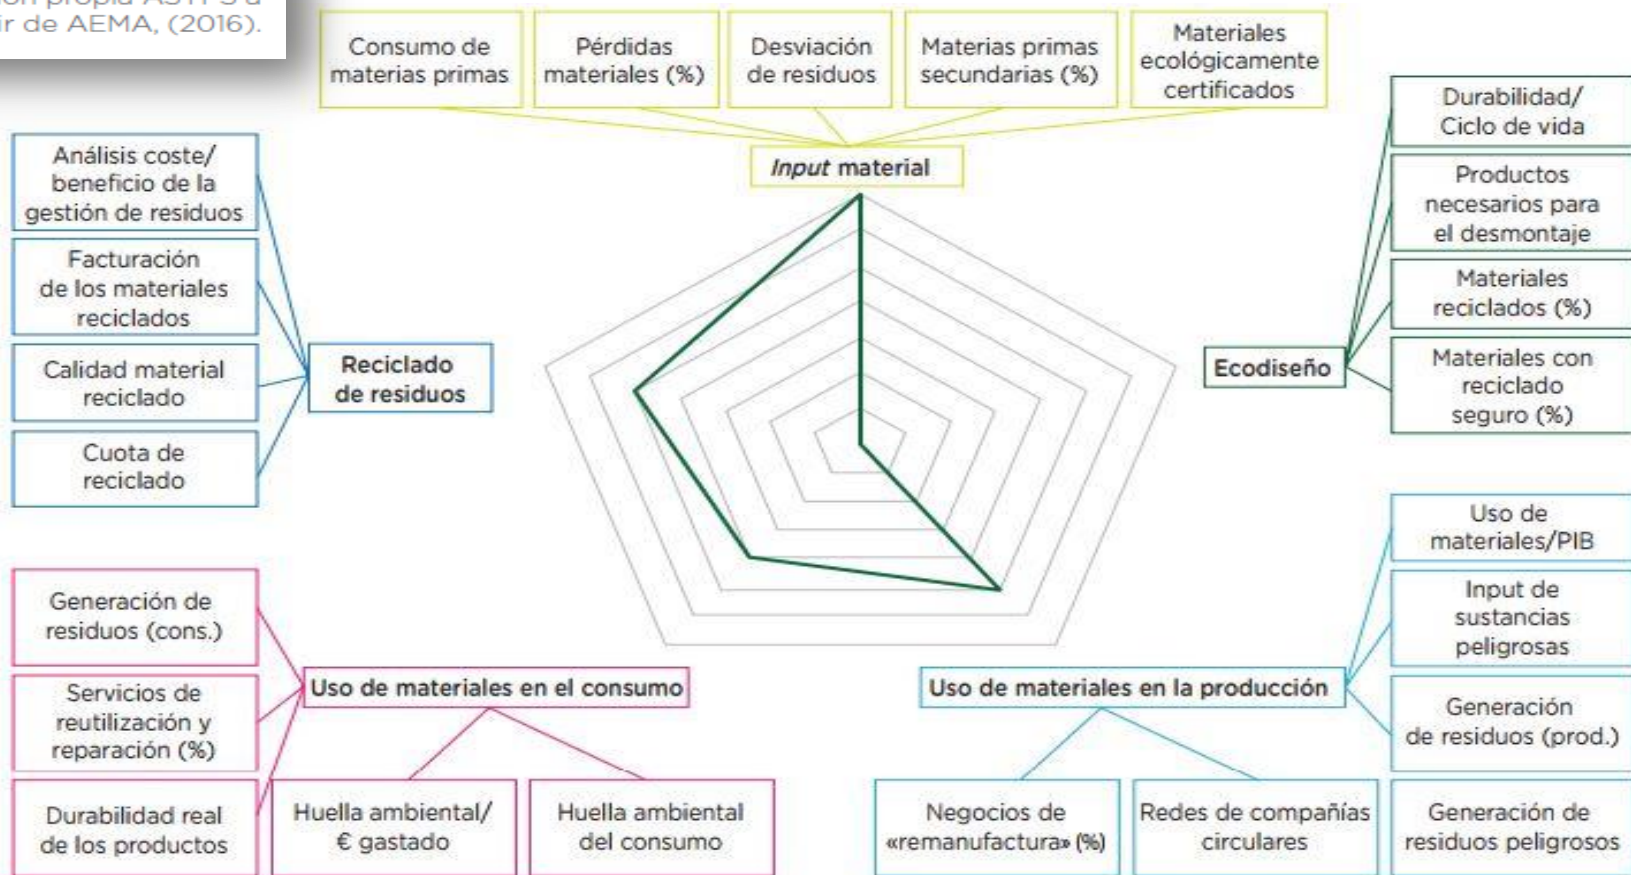 ción propia ASYPS a
ir de AEMA, (2016).
Consumo de
materias primas
Pérdidas
materiales (%)
Desviación
de residuos
Materias primas
secundarias (%)
Materiales
ecológicamente
certificados
Input material
Análisis coste/
beneficio de la
gestión de residuos
Facturación
de los materiales
reciclados
Calidad material
reciclado
Cuota de
reciclado
Reciclado
de residuos
Durabilidad/
Ciclo de vida
Productos
necesarios para
el desmontaje
Materiales
reciclados (%)
Materiales con
reciclado
seguro (%)
Ecodiseño
Generación de
residuos (cons.)
Servicios de
reutilización y
reparación (%)
Durabilidad real
de los productos
Uso de materiales en el consumo
Huella ambiental/
€ gastado
Huella ambiental
del consumo
Uso de materiales en la producción
Uso de
materiales/PIB
Input de
sustancias
peligrosas
Generación
de residuos (prod.)
Negocios de
«remanufactura» (%)
Redes de compañías
circulares
Generación de
residuos peligrosos